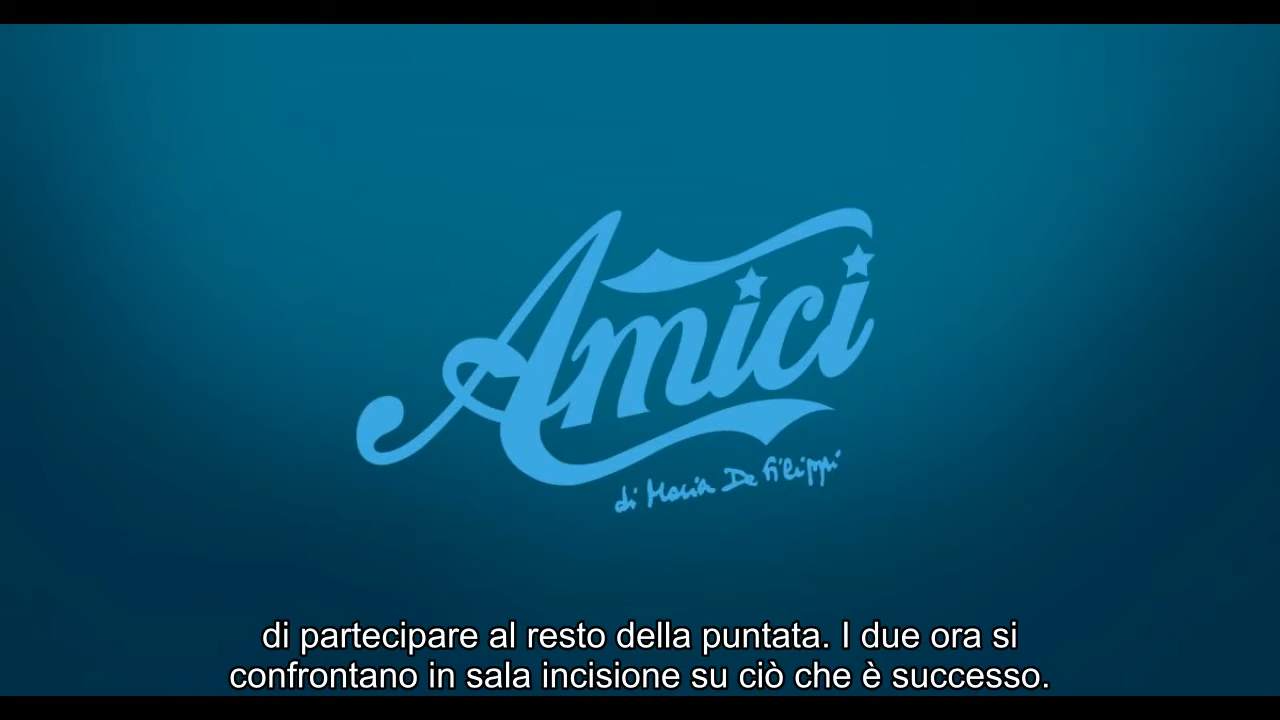 Amici
di Maria De Filippi
di partecipare al resto della puntata. I due ora si
confrontano in sala incisione su ciò che è successo.